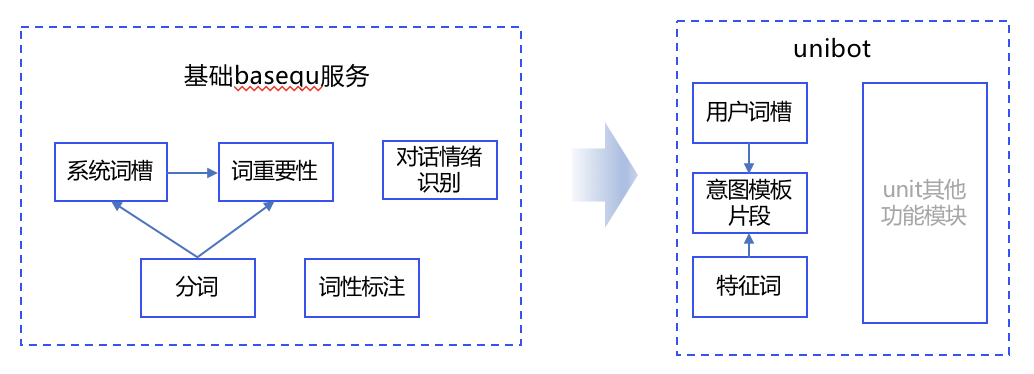 基础basequ服务
系统词槽
词重要性
对话情绪
识别
分词
词性标注
unibot
用户词槽
意图模板
片段
特征词
unit其他
功能模块